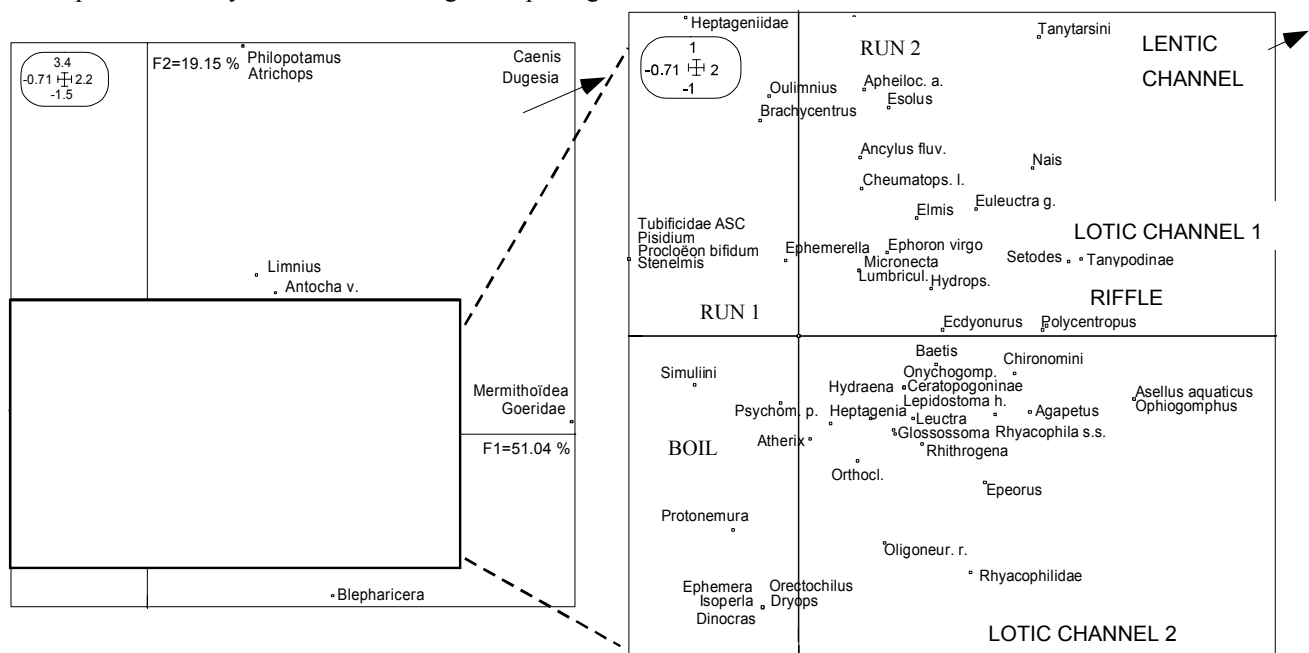 3.4
-0.71 2.2
-1.5
F2=19.15 %
Philopotamus
Atrichops
Caenis
Dugesia
Limnius
Antocha v.
Mermithoïdea
Goeridae
F1=51.04 %
Blepharicera
Heptageniidae
1
-0.71 2
-1
RUN 2
Tanytarsini
LENTIC
CHANNEL
Oulimnius
Brachycentrus
Apheiloc. a.
Esolus
Ancylus fluv.
Cheumatops. l.
Nais
Elmis
Euleuctra g.
Tubificidae ASC
Pisidium
Procloëon bifidum
Stenelmis
Ephemerella
Ephoron virgo
Micronecta
Lumbricul.
Hydrops.
LOTIC CHANNEL 1
Setodes
Tanypodinae
RIFFLE
RUN 1
Ecdyonurus
Polycentropus
Baetis
Onychogomp.
Chironomini
Simuliini
Hydraena
Ceratopogoninae
Asellus aquaticus
Ophiogomphus
Psychom. p.
Heptagenia
Lepidostoma h.
Leuctra
Agapetus
Glossossoma
Rhyacophila s.s.
BOIL
Atherix
Rhithrogena
Orthocl.
Epeorus
Protonemura
Oligoneur. r.
Rhyacophilidae
Ephemera
Isoperla
Dinocras
Orectochilus
Dryops
LOTIC CHANNEL 2